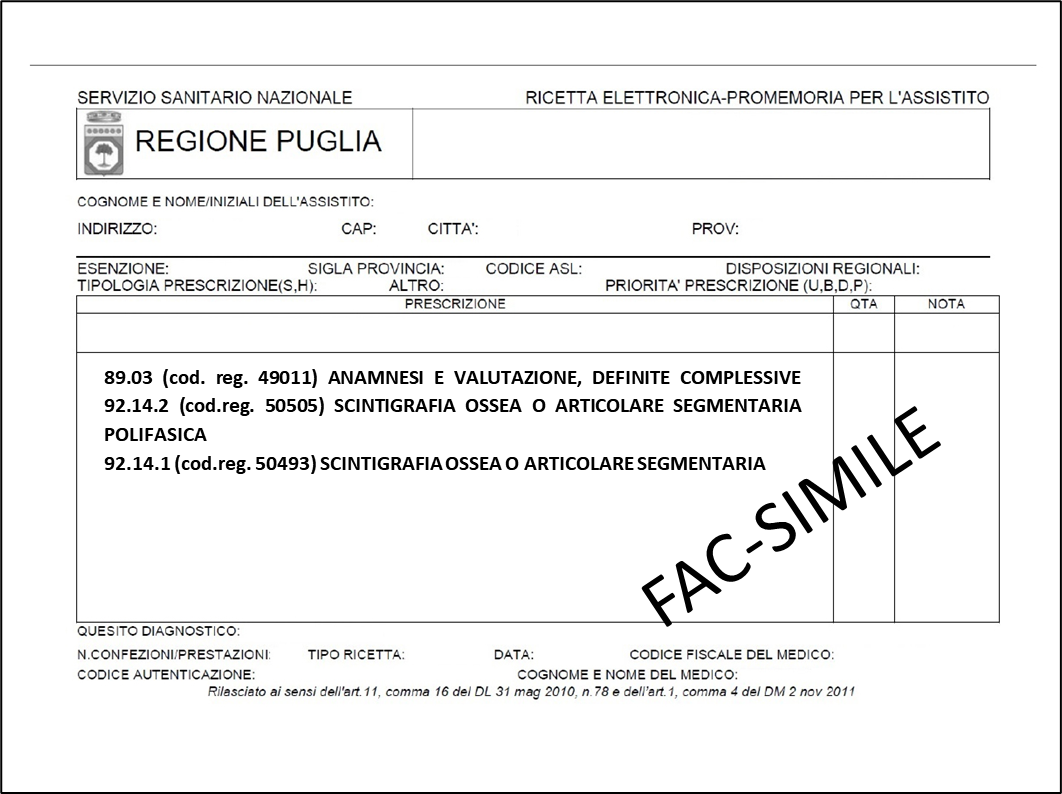 SERVIZIO SANITARIO NAZIONALE RICETTA ELETTRONICA-PROMEMORIA PER L'ASSISTITO
REGIONE PUGLIA
COGNOME E NOME/INIZIALI DELL'ASSISTITO:
INDIRIZZO: CAP: CITTA': PROV:
ESENZIONE: SIGLA PROVINCIA: CODICE ASL: DISPOSIZIONI REGIONALI:
TIPOLOGIA PRESCRIZIONE(S,H): ALTRO: PRIORITA' PRESCRIZIONE (U,B,D,P):
PRESCRIZIONE QTA NOTA
89.03 (cod. reg. 49011) ANAMNESI E VALUTAZIONE, DEFINITE COMPLESSIVE
92.14.2 (cod.reg. 50505) SCINTIGRAFIA OSSEA O ARTICOLARE SEGMENTARIA
POLIFASICA
92.14.1 (cod.reg. 50493) SCINTIGRAFIA OSSEA O ARTICOLARE SEGMENTARIA
FAC-SIMILE
QUESITO DIAGNOSTICO:
N.CONFEZIONI/PRESTAZIONI: TIPO RICETTA: DATA: CODICE FISCALE DEL MEDICO:
CODICE AUTENTICAZIONE: COGNOME E NOME DEL MEDICO:
Rilasciato ai sensi dell'art.11, comma 16 del DL 31 mag 2010, n.78 e dell'art.1, comma 4 del DM 2 nov 2011